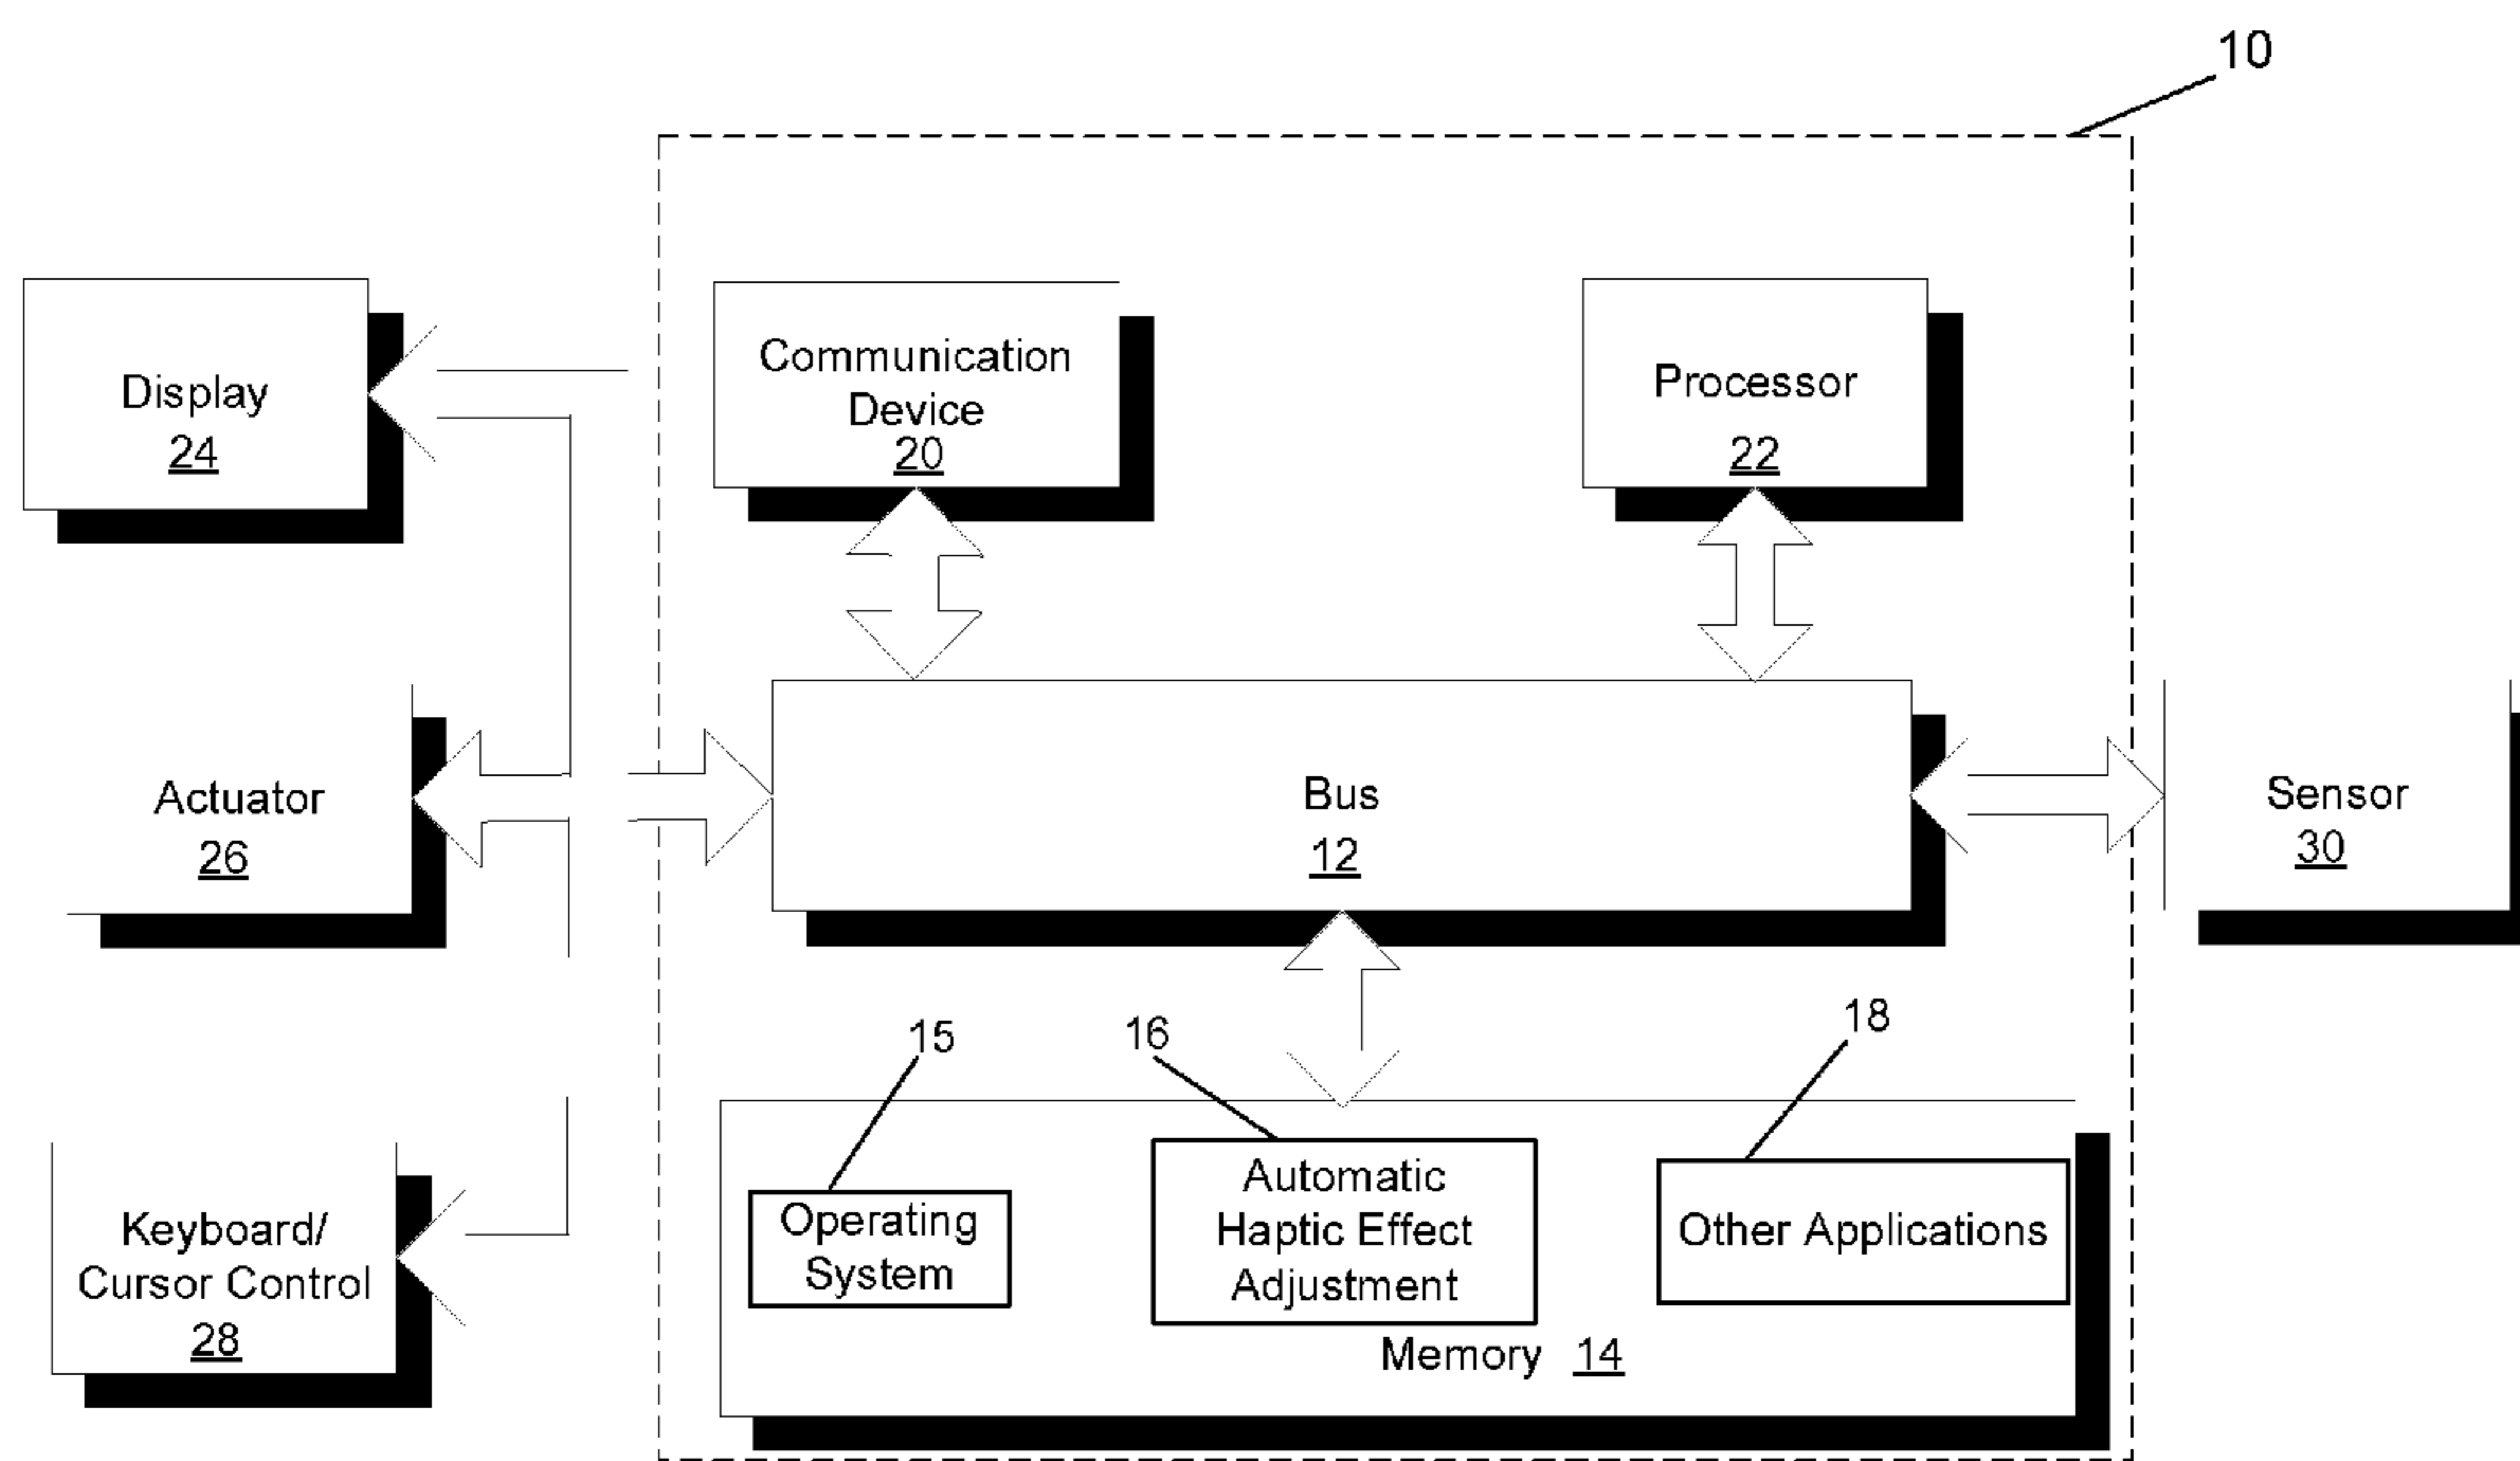 10
Display
24
Communication
Device
20
Processor
22
Actuator
26
Bus
12
Sensor
30
15
16
18
Keyboard/
Cursor Control
28
Operating
System
Automatic
Haptic Effect
Adjustment
Other Applications
Memory 14